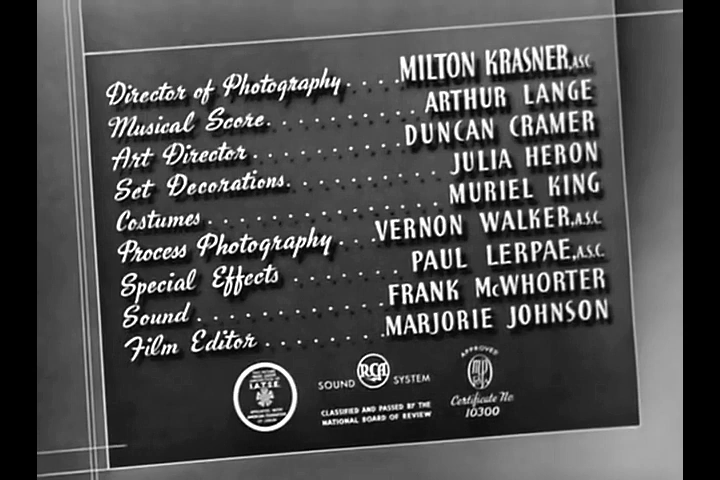 Director of Photography . . . . MILTON KRASNER, A.S.C.
Musical Score. . . . . . . . . . ARTHUR LANGE
Art Director . . . . . . . . . . DUNCAN CRAMER
Set Decorations. . . . . . . . . . JULIA HERON
Costumes . . . . . . . . . . . . . . MURIEL KING
Process Photography . . . VERNON WALKER, A.S.C.
Special Effects . . . . . . . . PAUL LERPAE, A.S.C.
Sound . . . . . . . . . . . . . FRANK McWHORTER
Film Editor . . . . . . . . MARJORIE JOHNSON
I.A.T.S.E.
SOUND RCA SYSTEM
CLASSIFIED AND PASSED BY THE
NATIONAL BOARD OF REVIEW
APPROVED
Certificate No.
10300